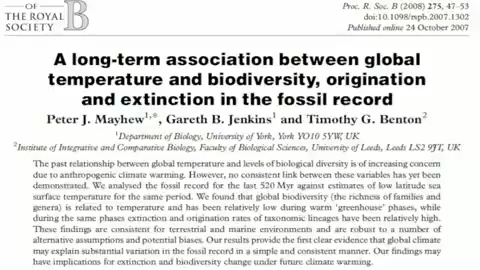 OF
THE ROYAL
SOCIETY B
Proc. R. Soc. B (2008) 275, 47–53
doi:10.1098/rspb.2007.1302
Published online 24 October 2007
A long-term association between global
temperature and biodiversity, origination
and extinction in the fossil record
Peter J. Mayhew1,*, Gareth B. Jenkins1 and Timothy G. Benton2
1Department of Biology, University of York, York YO10 5YW, UK
2Institute of Integrative and Comparative Biology, Faculty of Biological Sciences, University of Leeds, Leeds LS2 9JT, UK
The past relationship between global temperature and levels of biological diversity is of increasing concern
due to anthropogenic climate warming. However, no consistent link between these variables has yet been
demonstrated. We analysed the fossil record for the last 520 Myr against estimates of low latitude sea
surface temperature for the same period. We found that global biodiversity (the richness of families and
genera) is related to temperature and has been relatively low during warm 'greenhouse' phases, while
during the same phases extinction and origination rates of taxonomic lineages have been relatively high.
These findings are consistent for terrestrial and marine environments and are robust to a number of
alternative assumptions and potential biases. Our results provide the first clear evidence that global climate
may explain substantial variation in the fossil record in a simple and consistent manner. Our findings may
have implications for extinction and biodiversity change under future climate warming.